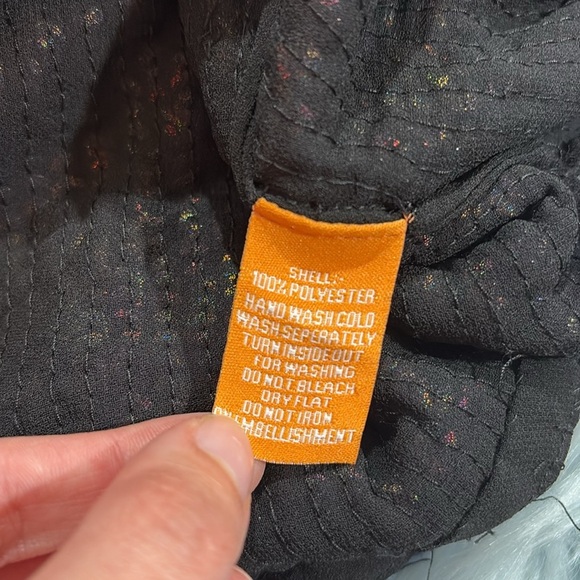 SHELL:-
100% POLYESTER
HAND WASH COLD
WASH SEPERATELY
TURN INSIDE OUT
FOR WASHING
DO NOT BLEACH
DRY FLAT
DO NOT IRON
ON EMBELLISHMENT